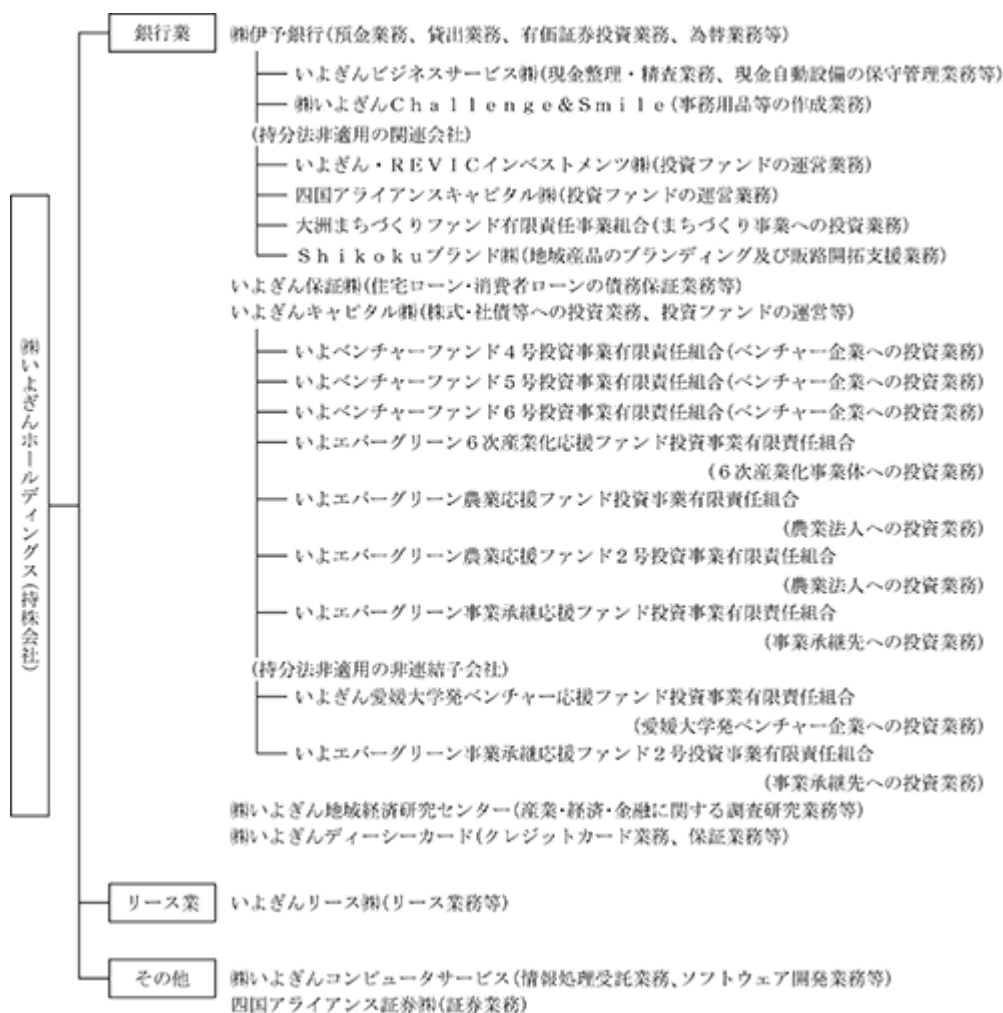 ㈱いよぎんホールディングス(持株会社)
銀行業
㈱伊予銀行(預金業務、貸出業務、有価証券投資業務、為替業務等)
いよぎんビジネスサービス㈱(現金整理・精査業務、現金自動設備の保守管理業務等)
㈱いよぎんＣｈａｌｌｅｎｇｅ＆Ｓｍｉｌｅ(事務用品等の作成業務)
(持分法非適用の関連会社)
いよぎん・ＲＥＶＩＣインベストメンツ㈱(投資ファンドの運営業務)
四国アライアンスキャピタル㈱(投資ファンドの運営業務)
大洲まちづくりファンド有限責任事業組合(まちづくり事業への投資業務)
Ｓｈｉｋｏｋｕブランド㈱(地域産品のブランディング及び販路開拓支援業務)
いよぎん保証㈱(住宅ローン・消費者ローンの債務保証業務等)
いよぎんキャピタル㈱(株式・社債等への投資業務、投資ファンドの運営等)
いよベンチャーファンド４号投資事業有限責任組合(ベンチャー企業への投資業務)
いよベンチャーファンド５号投資事業有限責任組合(ベンチャー企業への投資業務)
いよベンチャーファンド６号投資事業有限責任組合(ベンチャー企業への投資業務)
いよエバーグリーン６次産業化応援ファンド投資事業有限責任組合
(６次産業化事業体への投資業務)
いよエバーグリーン農業応援ファンド投資事業有限責任組合
(農業法人への投資業務)
いよエバーグリーン農業応援ファンド２号投資事業有限責任組合
(農業法人への投資業務)
いよエバーグリーン事業承継応援ファンド投資事業有限責任組合
(事業承継先への投資業務)
(持分法非適用の非連結子会社)
いよぎん愛媛大学発ベンチャー応援ファンド投資事業有限責任組合
(愛媛大学発ベンチャー企業への投資業務)
いよエバーグリーン事業承継応援ファンド２号投資事業有限責任組合
(事業承継先への投資業務)
㈱いよぎん地域経済研究センター(産業・経済・金融に関する調査研究業務等)
㈱いよぎんディーシーカード(クレジットカード業務、保証業務等)
リース業
いよぎんリース㈱(リース業務等)
その他
㈱いよぎんコンピュータサービス(情報処理受託業務、ソフトウェア開発業務等)
四国アライアンス証券㈱(証券業務)